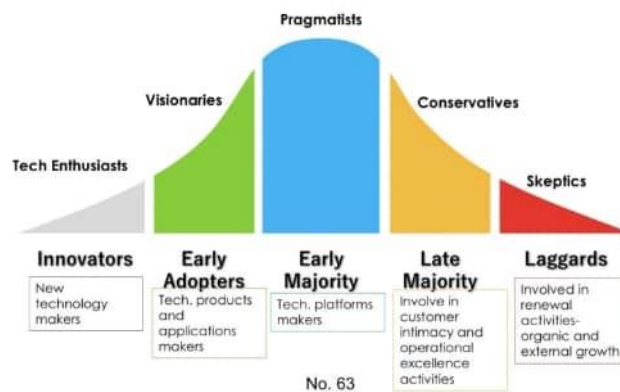 Pragmatists
Visionaries
Conservatives
Tech Enthusiasts
Skeptics
Innovators
New
technology
makers
Early
Adopters
Tech. products
and
applications
makers
Early
Majority
Tech. platforms
makers
Late
Majority
Involve in
customer
intimacy and
operational
excellence
activities
Laggards
Involved in
renewal
activities-
organic and
external growth
No. 63